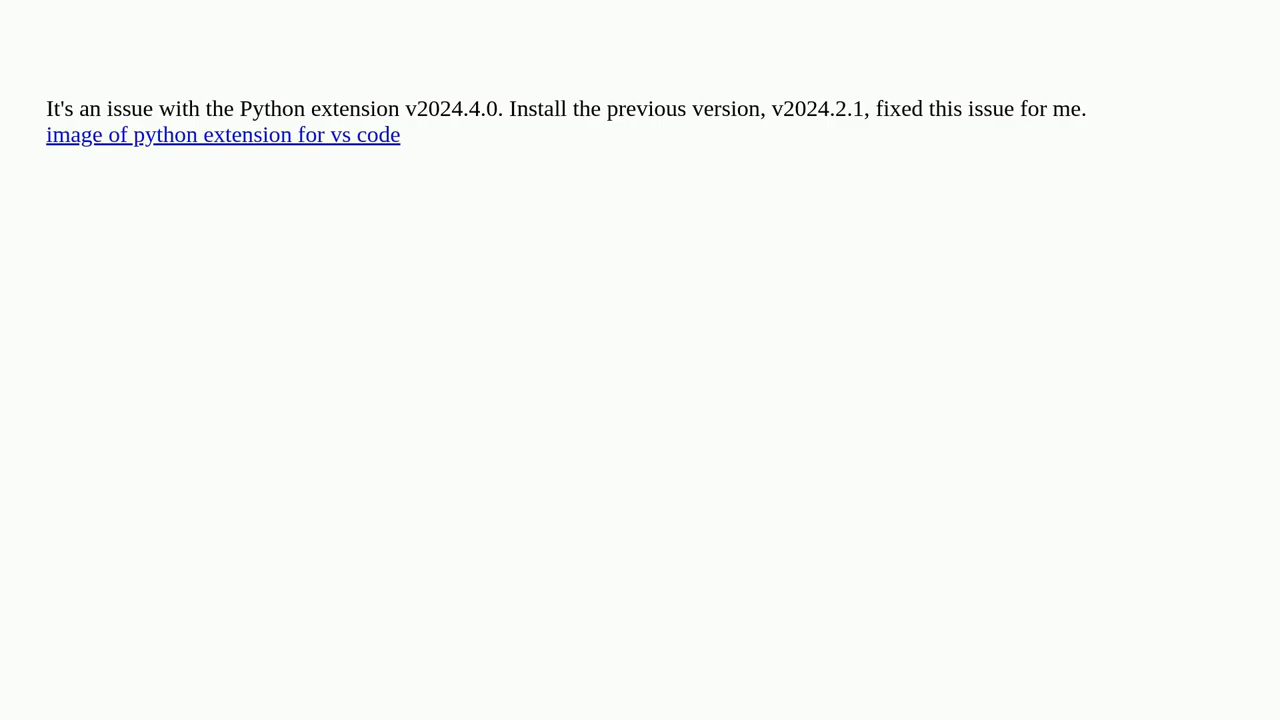 It's an issue with the Python extension v2024.4.0. Install the previous version, v2024.2.1, fixed this issue for me.
image of python extension for vs code